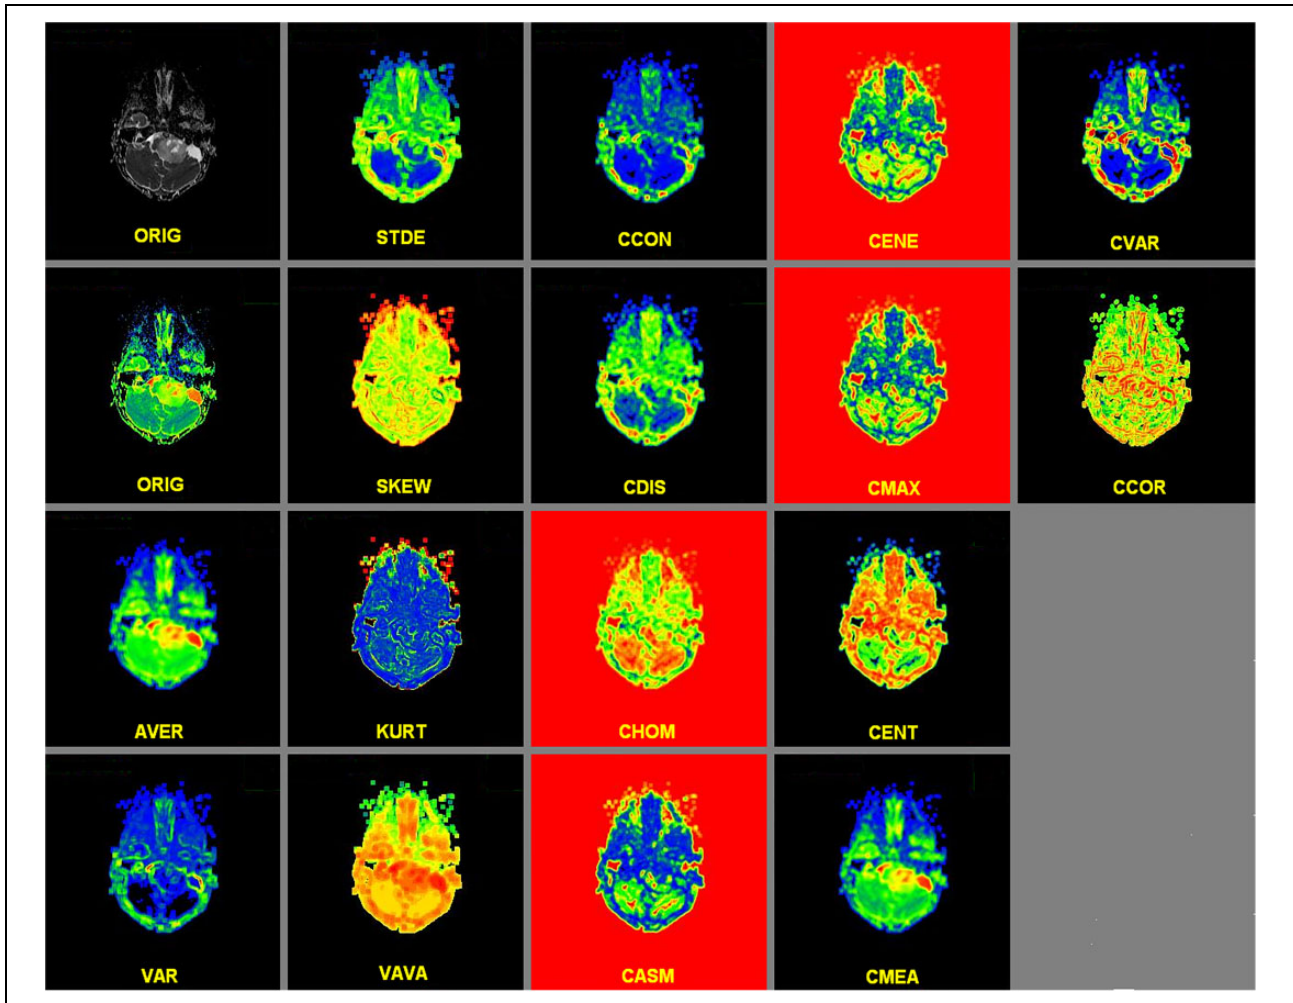 ORIG
STDE
CCON
CENE
CVAR
ORIG
SKEW
CDIS
CMAX
CCOR
AVER
KURT
CHOM
CENT
VAR
VAVA
CASM
CMEA